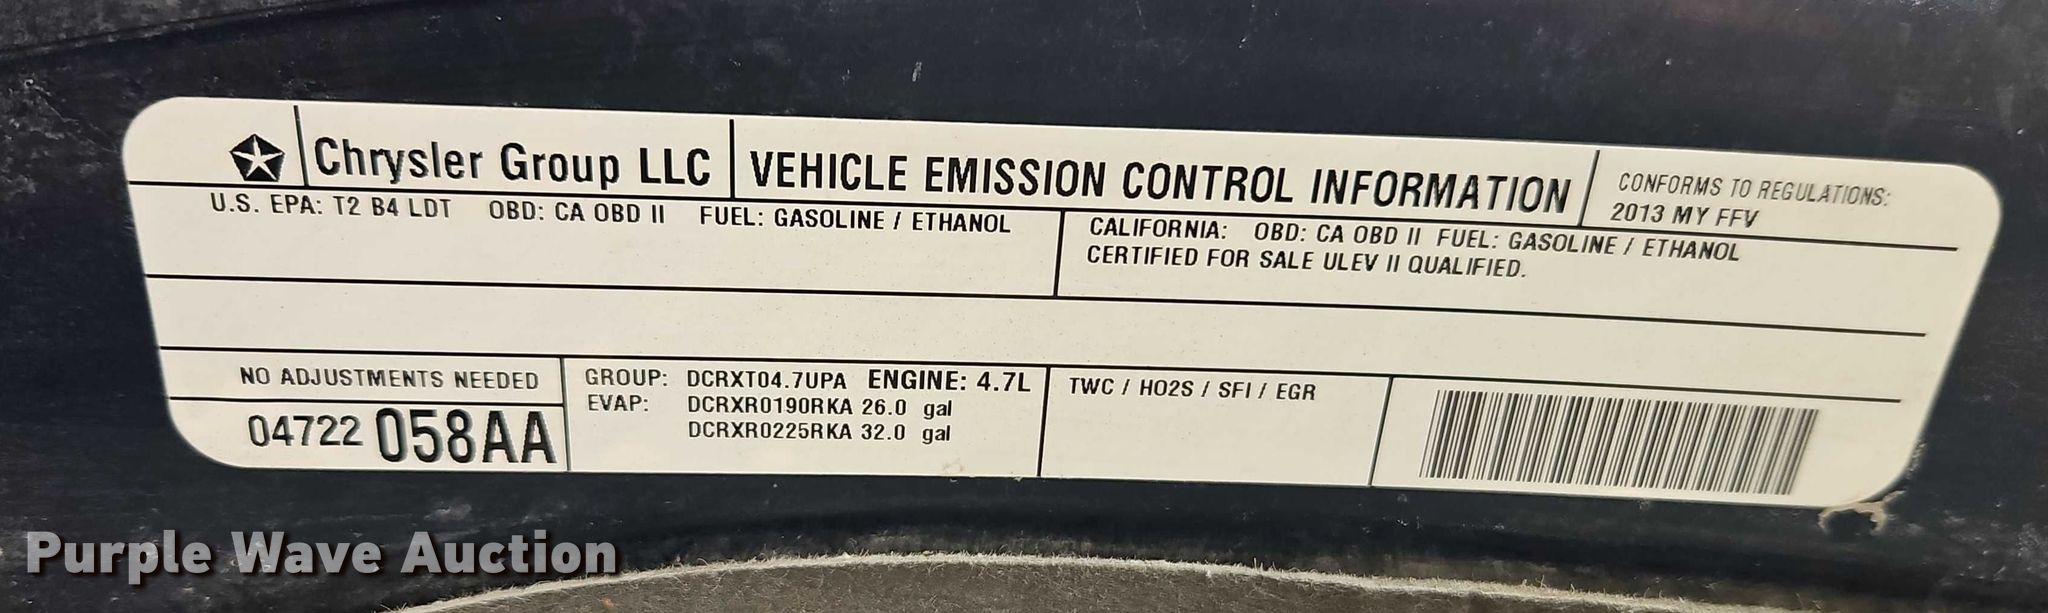 Chrysler Group LLC VEHICLE EMISSION CONTROL INFORMATION
CONFORMS TO REGULATIONS:
2013 MY FFV
U.S. EPA: T2 B4 LDT OBD: CA OBD II FUEL: GASOLINE / ETHANOL
CALIFORNIA: OBD: CA OBD II FUEL: GASOLINE / ETHANOL
CERTIFIED FOR SALE ULEV II QUALIFIED.
NO ADJUSTMENTS NEEDED
04722 058AA
GROUP: DCRXT04.7UPA ENGINE: 4.7L
EVAP: DCRXR0190RKA 26.0 gal
DCRXR0225RKA 32.0 gal
TWC / HO2S / SFI / EGR
Purple Wave Auction